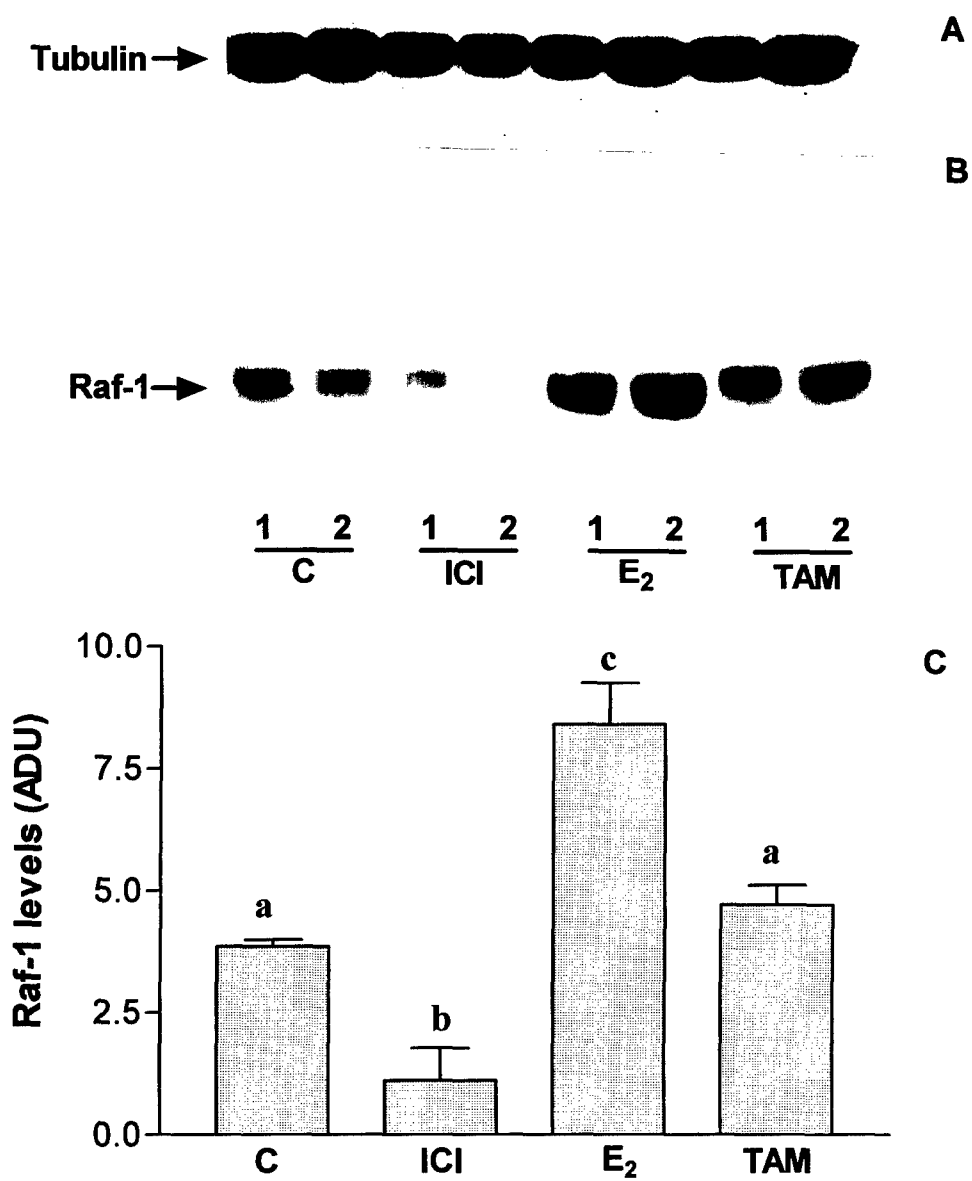 A
Tubulin
B
Raf-1
1 2 1 2 1 2 1 2
C ICI E₂ TAM
C
10.0
7.5
5.0
2.5
0.0
Raf-1 levels (ADU)
a b c a
C ICI E₂ TAM